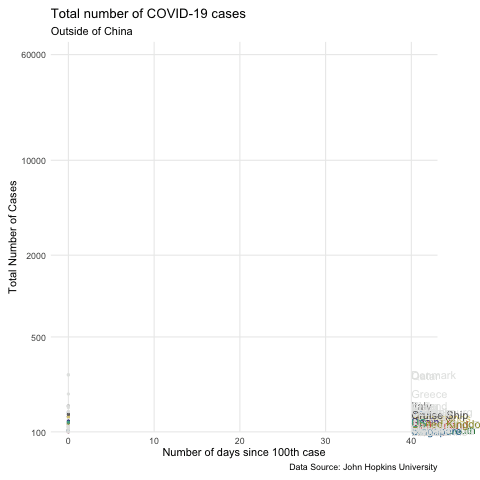 Total number of COVID-19 cases
Outside of China
60000
10000
2000
500
100
Total Number of Cases
Denmark
Greece
Italy
Cruise Ship
Singapore
0
10
20
30
40
Number of days since 100th case
Data Source: John Hopkins University